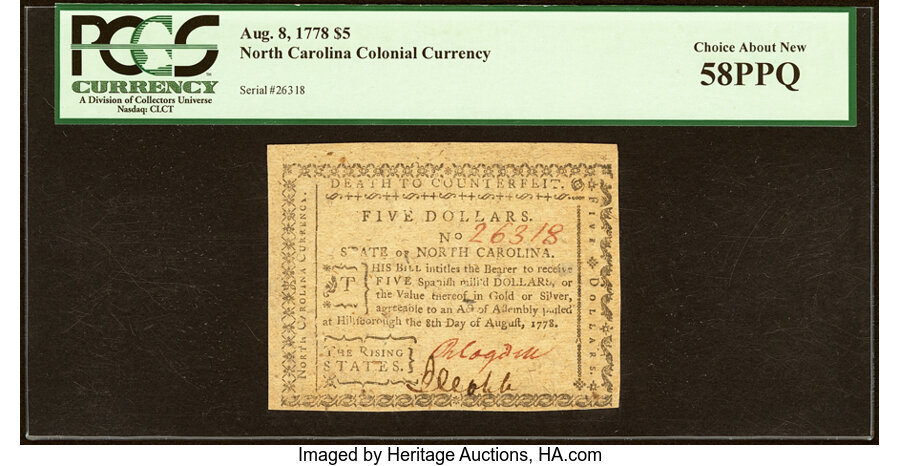 PCGS
CURRENCY
A Division of Collectors Universe
Nasdaq: CLCT
Aug. 8, 1778 $5
North Carolina Colonial Currency
Serial #26318
Choice About New
58PPQ
DEATH TO COUNTERFEIT.
FIVE DOLLARS.
No 26318
STATE of NORTH CAROLINA.
THIS BILL intitles the Bearer to receive
FIVE Spanish mill'd DOLLARS, or
the Value thereof in Gold or Silver,
agreeable to an Act of Assembly passed
at Hillsborough the 8th Day of August, 1778.
THE RISING
STATES.
NORTH CAROLINA CURRENCY.
FIVE DOLLARS.
Imaged by Heritage Auctions, HA.com